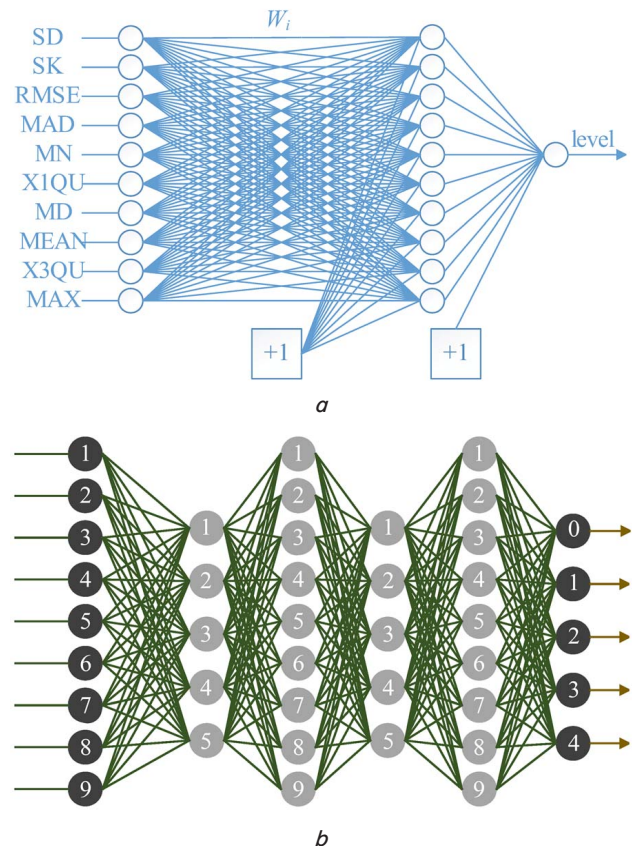 W_i
SD
SK
RMSE
MAD
MN
X1QU
MD
MEAN
X3QU
MAX
level
+1 +1
a
1 1 1
2 2
1 1 0
3 3 3
4 2 4 2 4 1
5 3 5 3 5 2
6 6 6
4 4 3
7 7 7
5 5 4
8 8 8
9 9 9
b